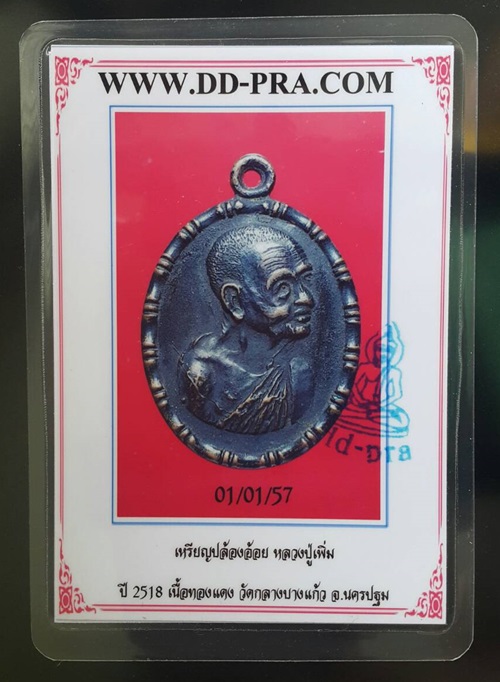 WWW.DD-PRA.COM
01/01/57
dd-pra
เหรียญปล้องอ้อย หลวงปู่เพิ่ม
ปี 2518 เนื้อทองแดง วัดกลางบางแก้ว จ.นครปฐม